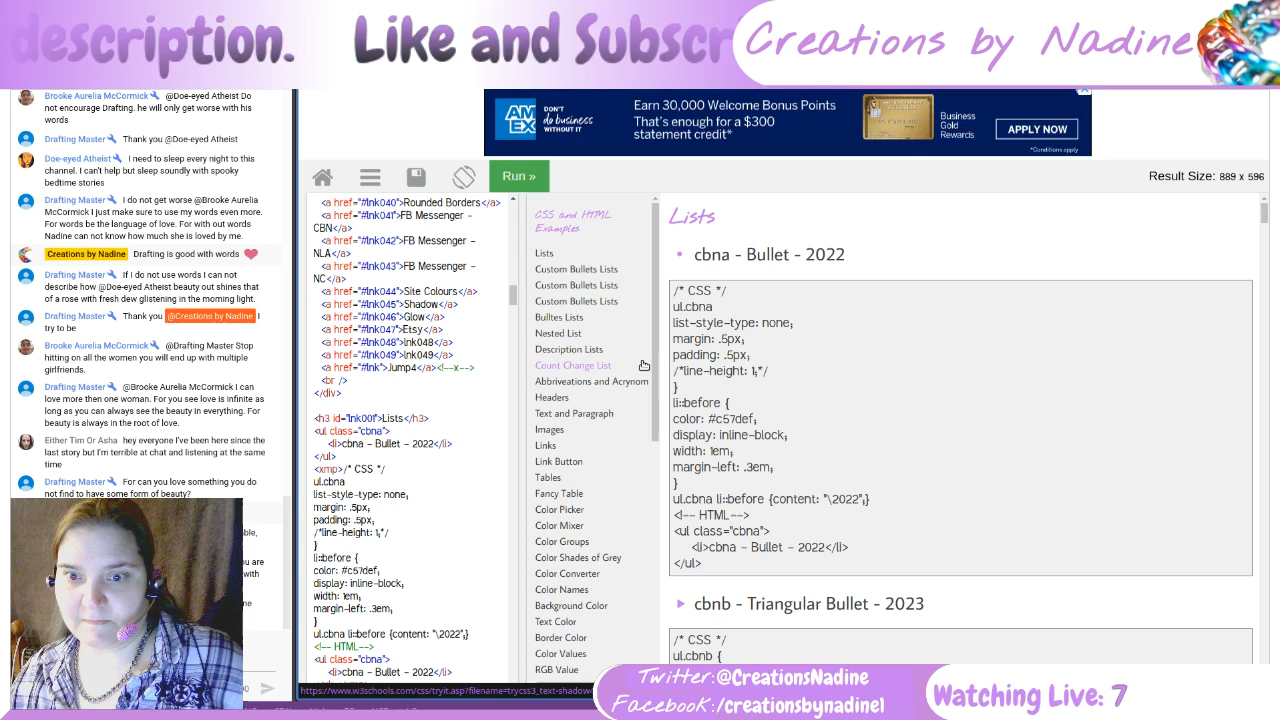 description. Like and Subscr
Creations by Nadine
Brooke Aurelia McCormick @Doe-eyed Atheist Do
not encourage Drafting. he will only get worse with his
words
Drafting Master Thank you @Doe-eyed Atheist
Doe-eyed Atheist I need to sleep every night to this
channel. I can't help but sleep soundly with spooky
bedtime stories
Drafting Master I do not get worse @Brooke Aurelia
McCormick I just make sure to use my words even more.
For words be the language of love. For with out words
Nadine can not know how much she is loved by me.
Creations by Nadine Drafting is good with words
Drafting Master If I do not use words I can not
describe how @Doe-eyed Atheist beauty out shines that
of a rose with fresh dew glistening in the morning light.
Drafting Master Thank you @Creations by Nadine I
try to be
Brooke Aurelia McCormick @Drafting Master Stop
hitting on all the women you will end up with multiple
girlfriends.
Drafting Master @Brooke Aurelia McCormick I can
love more then one woman. For you see love is infinite as
long as you can always see the beauty in everything. For
beauty is always in the root of love.
Either Tim Or Asha hey everyone I've been here since the
last story but I'm terrible at chat and listening at the same
time
Drafting Master For can you love something you do
not find to have some form of beauty?
AMEX
DON'T
do business
WITHOUT IT
Earn 30,000 Welcome Bonus Points
That's enough for a $300
statement credit*
Business
Gold
Rewards
APPLY NOW
*Conditions apply
Run »
Result Size: 889 x 596
<a href="#lnk040">Rounded Borders</a>
<a href="#lnk041">FB Messenger -
CBN</a>
<a href="#lnk042">FB Messenger -
NLA</a>
<a href="#lnk043">FB Messenger -
NC</a>
<a href="#lnk044">Site Colours</a>
<a href="#lnk045">Shadow</a>
<a href="#lnk046">Glow</a>
<a href="#lnk047">Etsy</a>
<a href="#lnk048">lnk048</a>
<a href="#lnk049">lnk049</a>
<a href="#lnk">Jump4</a><!--x-->
<br />
</div>
<h3 id="lnk001">Lists</h3>
<ul class="cbna">
<li>cbna - Bullet - 2022</li>
</ul>
<xmp>/* CSS */
ul.cbna
list-style-type: none;
margin: .5px;
padding: .5px;
/*line-height: 1;*/
}
li::before {
color: #c57def;
display: inline-block;
width: 1em;
margin-left: .3em;
}
ul.cbna li::before {content: "\2022";}
<!-- HTML-->
<ul class="cbna">
<li>cbna - Bullet - 2022</li>
CSS and HTML
Examples
Lists
Custom Bullets Lists
Custom Bullets Lists
Custom Bullets Lists
Bulltes Lists
Nested List
Description Lists
Count Change List
Abbriveations and Acrynom
Headers
Text and Paragraph
Images
Links
Link Button
Tables
Fancy Table
Color Picker
Color Mixer
Color Groups
Color Shades of Grey
Color Converter
Color Names
Background Color
Text Color
Border Color
Color Values
RGB Value
Lists
• cbna - Bullet - 2022
/* CSS */
ul.cbna
list-style-type: none;
margin: .5px;
padding: .5px;
/*line-height: 1;*/
}
li::before {
color: #c57def;
display: inline-block;
width: 1em;
margin-left: .3em;
}
ul.cbna li::before {content: "\2022";}
<!-- HTML-->
<ul class="cbna">
<li>cbna - Bullet - 2022</li>
</ul>
cbnb - Triangular Bullet - 2023
/* CSS */
ul.cbnb {
https://www.w3schools.com/css/tryit.asp?filename=trycss3_text-shadow
Twitter:@CreationsNadine
Facebook:/creationsbynadine1
Watching Live: 7